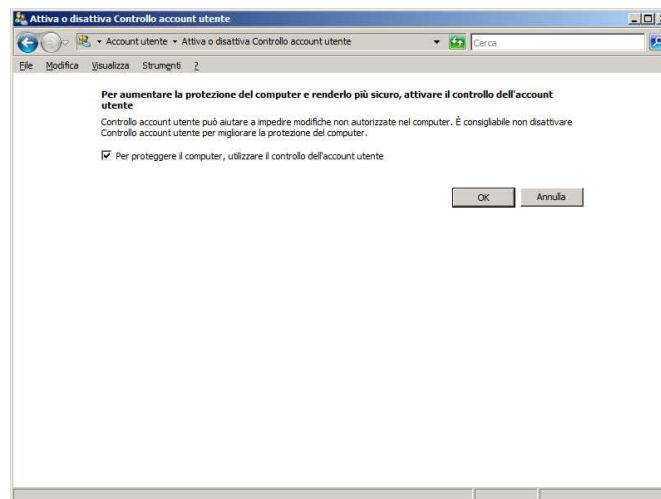 Attiva o disattiva Controllo account utente
Account utente Attiva o disattiva Controllo account utente Cerca
File Modifica Visualizza Strumenti ?
Per aumentare la protezione del computer e renderlo più sicuro, attivare il controllo dell'account
utente
Controllo account utente può aiutare a impedire modifiche non autorizzate nel computer. È consigliabile non disattivare
Controllo account utente per migliorare la protezione del computer.
Per proteggere il computer, utilizzare il controllo dell'account utente
OK Annulla